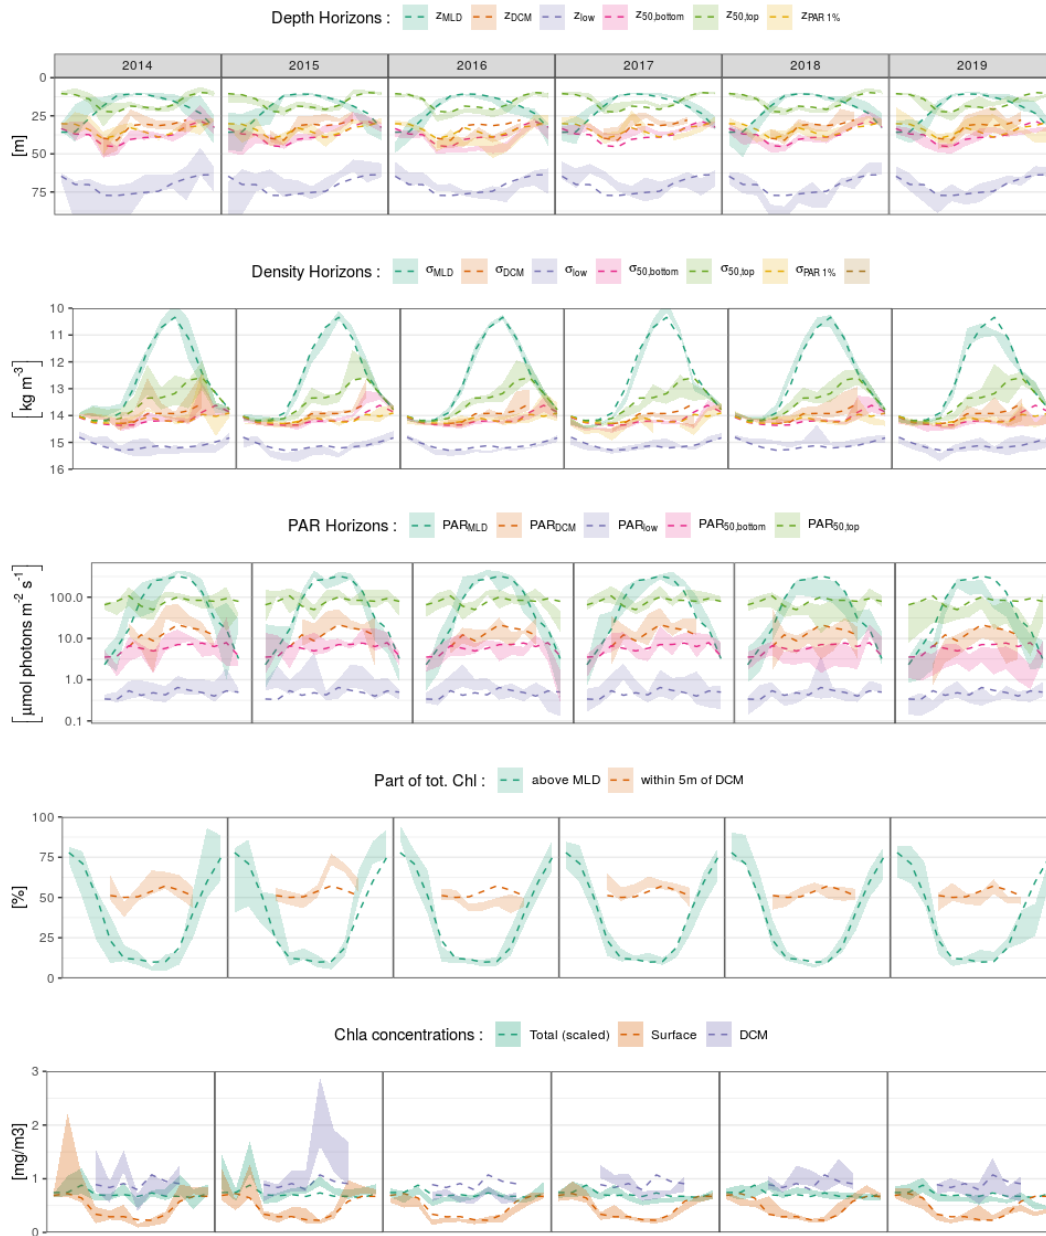 Depth Horizons : z_MLD z_DCM z_low z_50,bottom z_50,top z_PAR 1%
2014 2015 2016 2017 2018 2019
0
25
50
75
[m]
Density Horizons : σ_MLD σ_DCM σ_low σ_50,bottom σ_50,top σ_PAR 1%
10
11
12
13
14
15
16
[kg m⁻³]
PAR Horizons : PAR_MLD PAR_DCM PAR_low PAR_50,bottom PAR_50,top
100.0
10.0
1.0
0.1
[μmol photons m⁻² s⁻¹]
Part of tot. Chl : above MLD within 5m of DCM
100
75
50
25
0
[%]
Chla concentrations : Total (scaled) Surface DCM
3
2
1
0
[mg/m3]